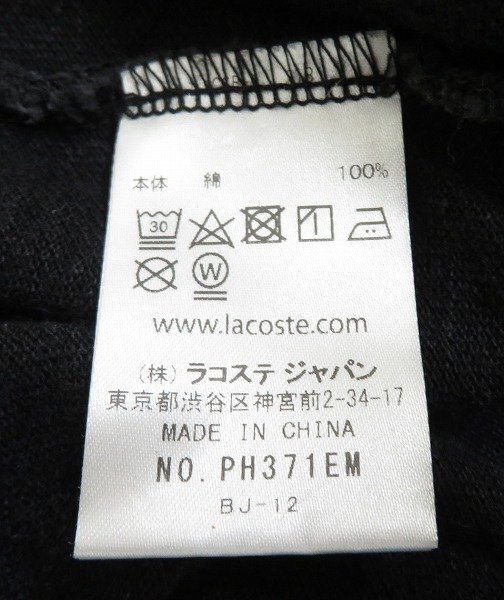 本体 綿 100%
30
W
www.lacoste.com
(株) ラコステ ジャパン
東京都渋谷区神宮前2-34-17
MADE IN CHINA
NO. PH371EM
BJ-12